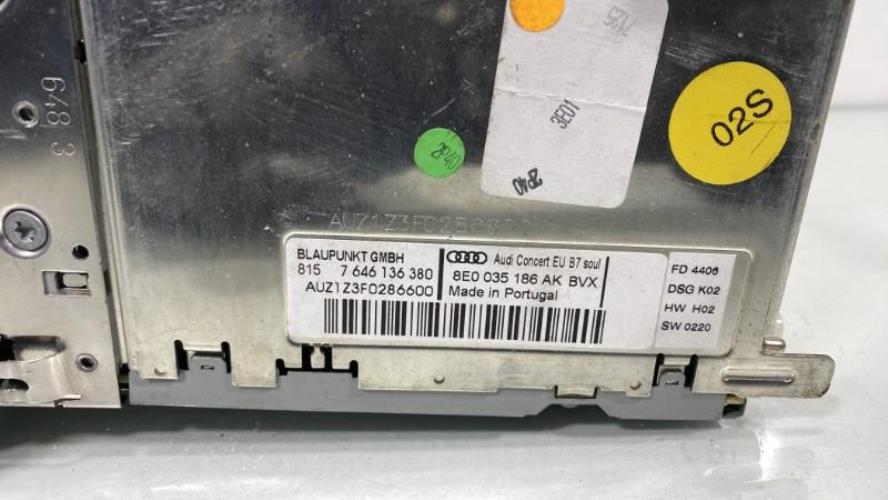 648 3
3E01
2P40
02S
BLAUPUNKT GMBH
815 7 646 136 380
AUZ1Z3F0286600
Audi Concert EU B7 soul
8E0 035 186 AK BVX
Made in Portugal
FD 4406
DSG K02
HW H02
SW 0220